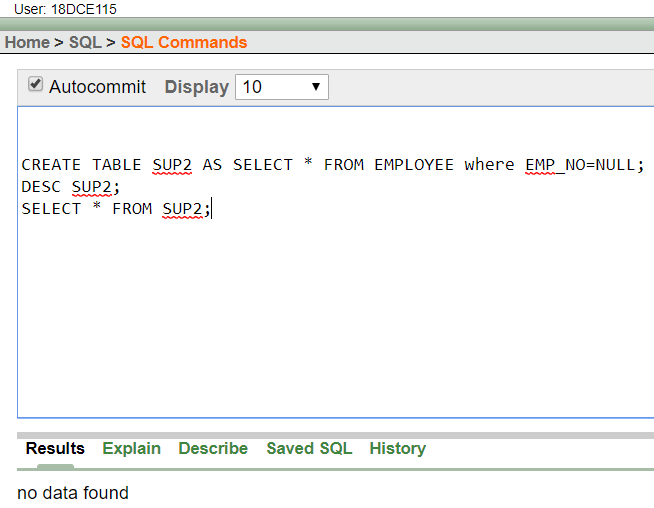 User: 18DCE115
Home > SQL > SQL Commands
Autocommit Display 10
CREATE TABLE SUP2 AS SELECT * FROM EMPLOYEE where EMP_NO=NULL;
DESC SUP2;
SELECT * FROM SUP2;
Results Explain Describe Saved SQL History
no data found